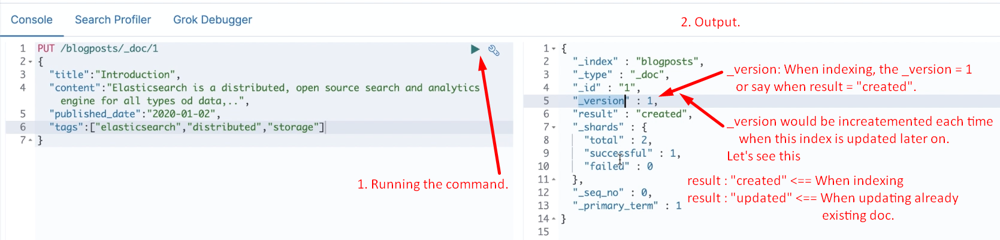 Console Search Profiler Grok Debugger
2. Output.
1 PUT /blogposts/_doc/1
2 {
3 "title":"Introduction",
4 "content":"Elasticsearch is a distributed, open source search and analytics
engine for all types od data,..",
5 "published_date":"2020-01-02",
6 "tags":["elasticsearch","distributed","storage"]
7 }
1. Running the command.
1 {
2 "_index" : "blogposts",
3 "_type" : "_doc",
4 "_id" : "1",
5 "_version" : 1,
6 "result" : "created",
7 "_shards" : {
8 "total" : 2,
9 "successful" : 1,
10 "failed" : 0
11 },
12 "_seq_no" : 0,
13 "_primary_term" : 1
14 }
15
_version: When indexing, the _version = 1
or say when result = "created".
_version would be increatemented each time
when this index is updated later on.
Let's see this
result : "created" <== When indexing
result : "updated" <== When updating already
existing doc.